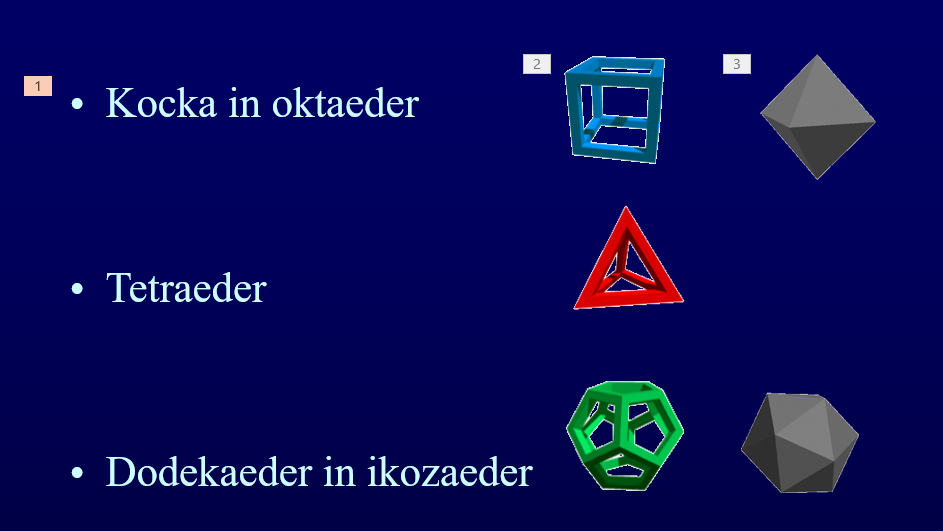 1
• Kocka in oktaeder
2
3
• Tetraeder
• Dodekaeder in ikozaeder